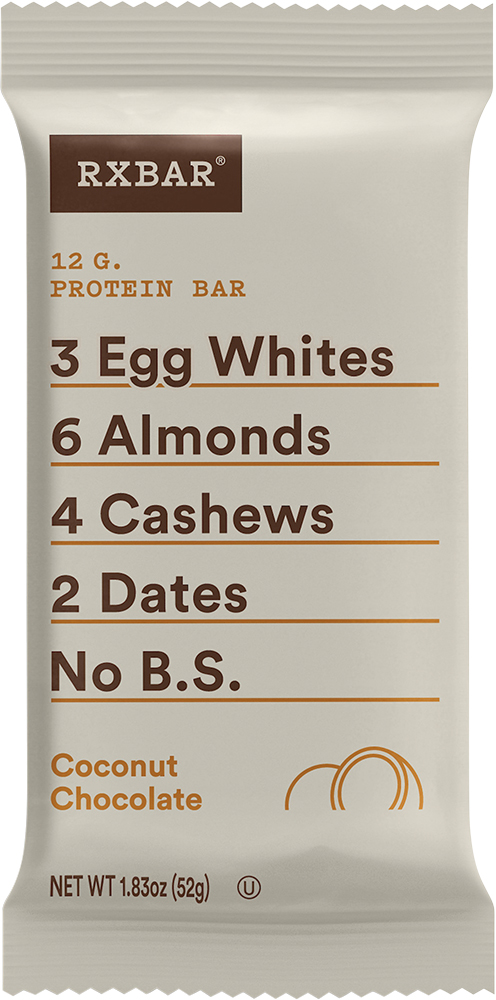 RXBAR®
12 G.
PROTEIN BAR
3 Egg Whites
6 Almonds
4 Cashews
2 Dates
No B.S.
Coconut
Chocolate
NET WT 1.83oz (52g) Ⓤ